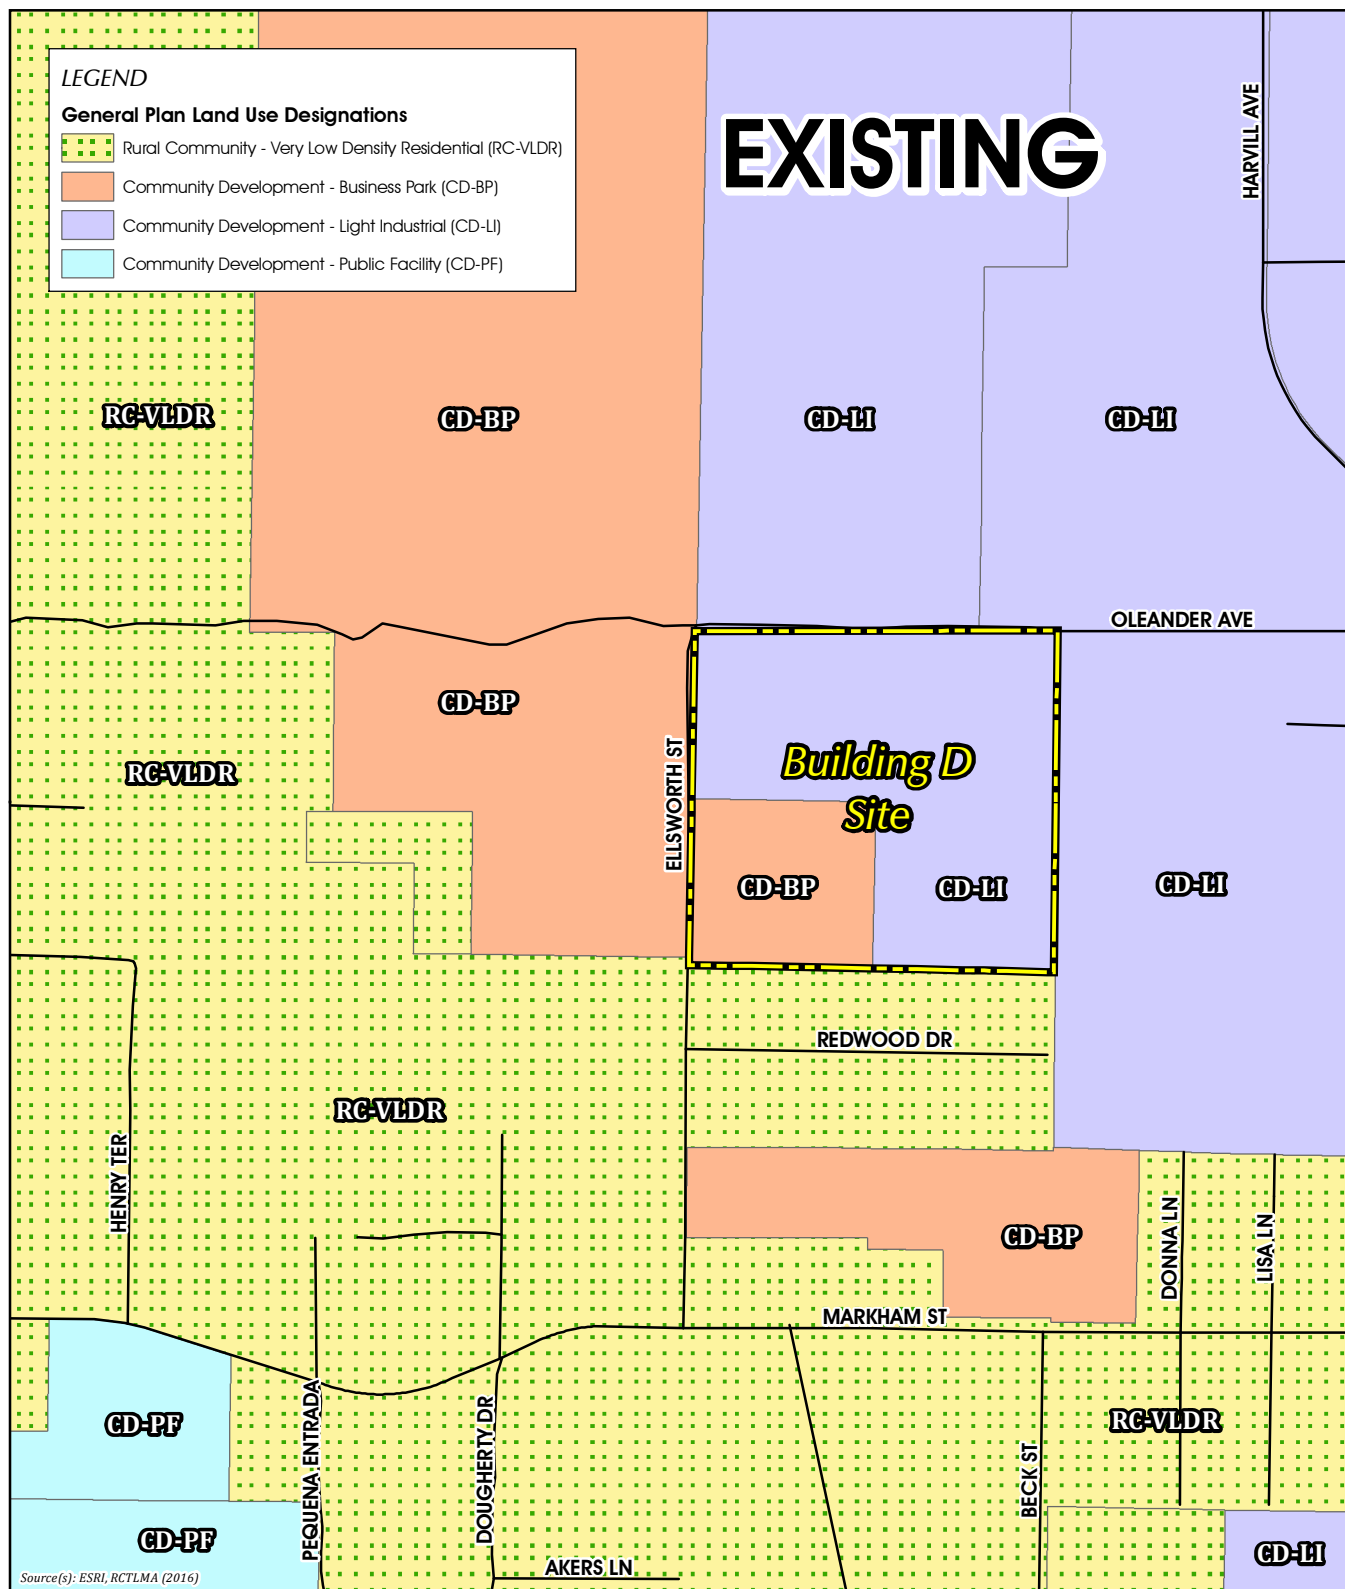 LEGEND
General Plan Land Use Designations
Rural Community - Very Low Density Residential (RC-VLDR)
Community Development - Business Park (CD-BP)
Community Development - Light Industrial (CD-LI)
Community Development - Public Facility (CD-PF)
EXISTING
HARVILL AVE
RC-VLDR
CD-BP
CD-LI
CD-LI
OLEANDER AVE
CD-BP
RC-VLDR
ELLSWORTH ST
Building D
Site
CD-BP
CD-LI
CD-LI
REDWOOD DR
RC-VLDR
HENRY TER
CD-BP
DONNA LN
LISA LN
MARKHAM ST
CD-PF
PEQUENA ENTRADA
DOUGHERTY DR
BECK ST
RC-VLDR
CD-PF
AKERS LN
CD-LI
Source(s): ESRI, RCTLMA (2016)